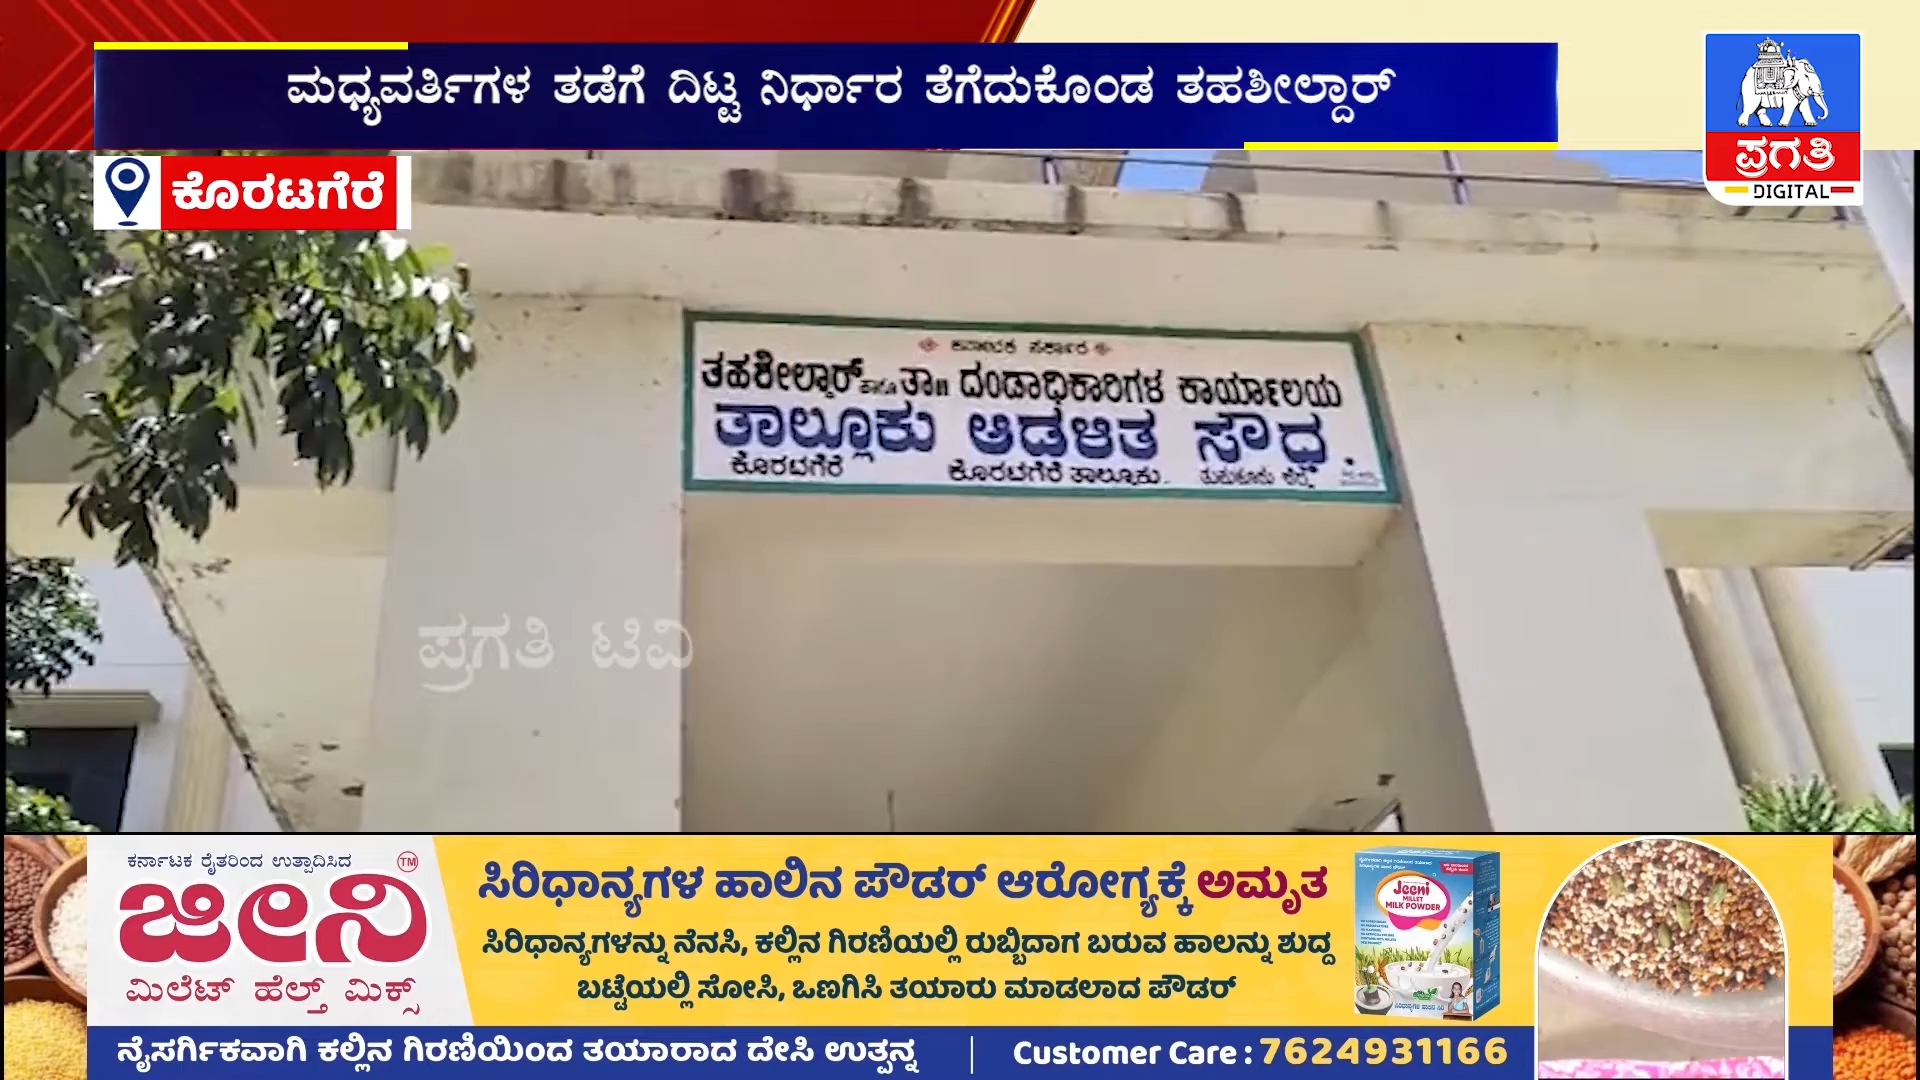 ಮಧ್ಯವರ್ತಿಗಳ ತಡೆಗೆ ದಿಟ್ಟ ನಿರ್ಧಾರ ತೆಗೆದುಕೊಂಡ ತಹಶೀಲ್ದಾರ್
ಪ್ರಗತಿ
DIGITAL
ಕೊರಟಗೆರೆ
ಕರ್ನಾಟಕ ಸರ್ಕಾರ
ತಹಶೀಲ್ದಾರ್ ಹಾಗೂ ತಾ॥ ದಂಡಾಧಿಕಾರಿಗಳ ಕಾರ್ಯಾಲಯ
ತಾಲ್ಲೂಕು ಆಡಳಿತ ಸೌಧ.
ಕೊರಟಗೆರೆ ಕೊರಟಗೆರೆ ತಾಲ್ಲೂಕು. ತುಮಕೂರು ಜಿಲ್ಲೆ
ಪ್ರಗತಿ ಟಿವಿ
ಕರ್ನಾಟಕ ರೈತರಿಂದ ಉತ್ಪಾದಿಸಿದ
TM
ಜೀನಿ
ಮಿಲೆಟ್ ಹೆಲ್ತ್ ಮಿಕ್ಸ್
ಸಿರಿಧಾನ್ಯಗಳ ಹಾಲಿನ ಪೌಡರ್ ಆರೋಗ್ಯಕ್ಕೆ ಅಮೃತ
ಸಿರಿಧಾನ್ಯಗಳನ್ನು ನೆನಸಿ, ಕಲ್ಲಿನ ಗಿರಣಿಯಲ್ಲಿ ರುಬ್ಬಿದಾಗ ಬರುವ ಹಾಲನ್ನು ಶುದ್ದ
ಬಟ್ಟೆಯಲ್ಲಿ ಸೋಸಿ, ಒಣಗಿಸಿ ತಯಾರು ಮಾಡಲಾದ ಪೌಡರ್
Jeeni
MILLET
MILK POWDER
ನೈಸರ್ಗಿಕವಾಗಿ ಕಲ್ಲಿನ ಗಿರಣಿಯಿಂದ ತಯಾರಾದ ದೇಸಿ ಉತ್ಪನ್ನ | Customer Care : 7624931166